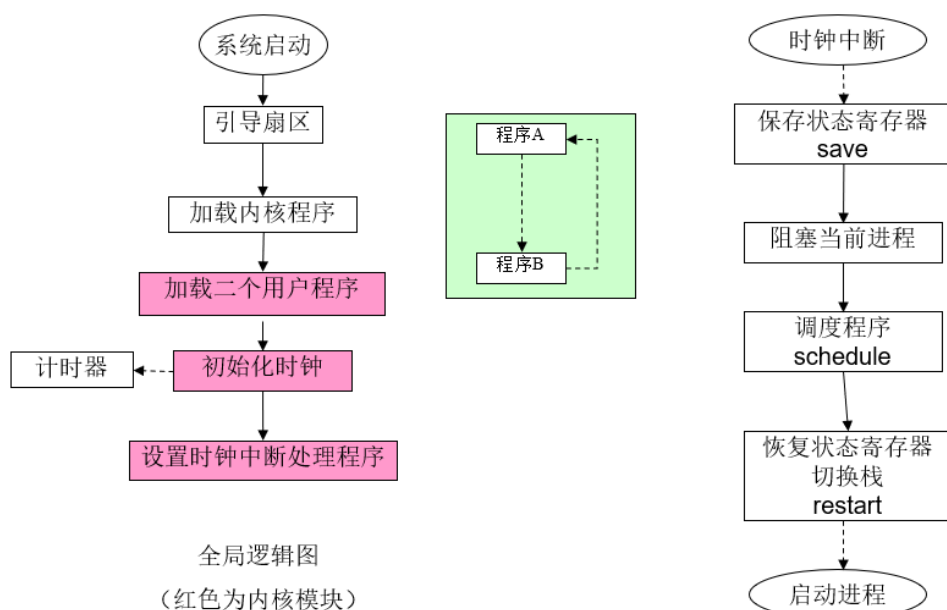 系统启动
引导扇区
加载内核程序
加载二个用户程序
计时器
初始化时钟
设置时钟中断处理程序
全局逻辑图
（红色为内核模块）
程序A
程序B
时钟中断
保存状态寄存器
save
阻塞当前进程
调度程序
schedule
恢复状态寄存器
切换栈
restart
启动进程